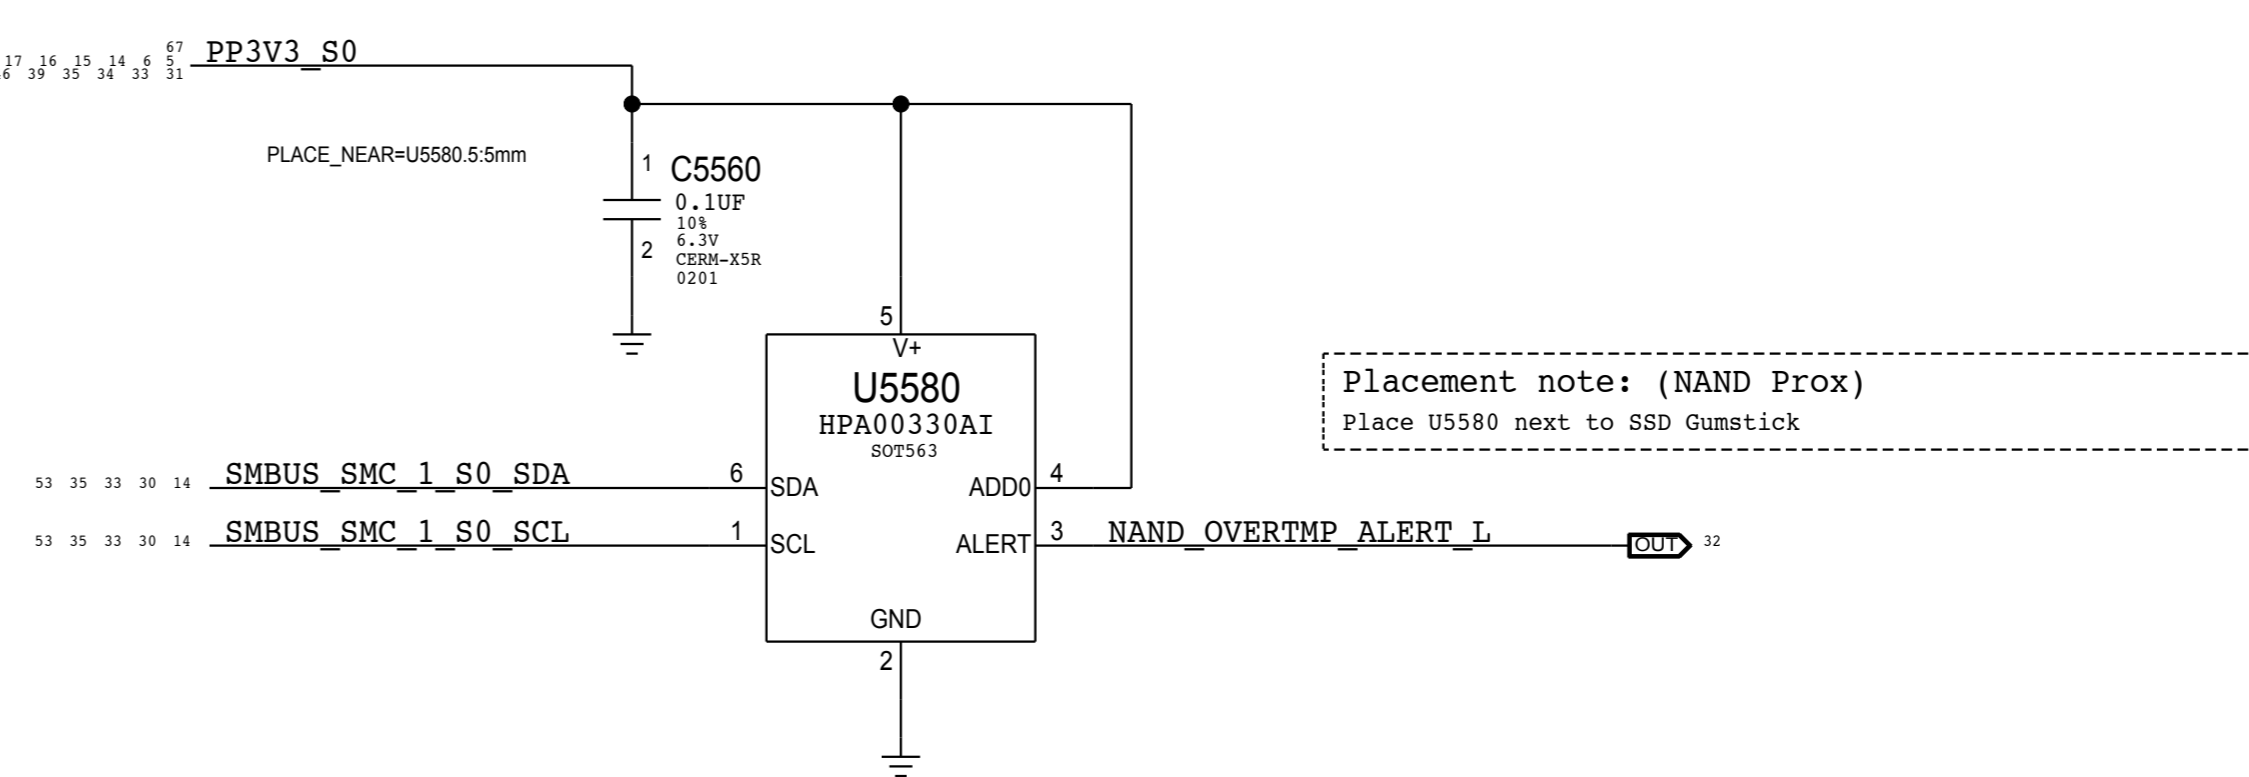 67
PP3V3_S0
17 16 15 14 6 5
6 39 35 34 33 31
PLACE_NEAR=U5580.5:5mm
1
C5560
0.1UF
10%
6.3V
CERM-X5R
0201
2
5
V+
U5580
HPA00330AI
SOT563
Placement note: (NAND Prox)
Place U5580 next to SSD Gumstick
53 35 33 30 14
SMBUS_SMC_1_S0_SDA
6
SDA
ADD0
4
53 35 33 30 14
SMBUS_SMC_1_S0_SCL
1
SCL
ALERT
3
NAND_OVERTMP_ALERT_L
OUT
32
GND
2